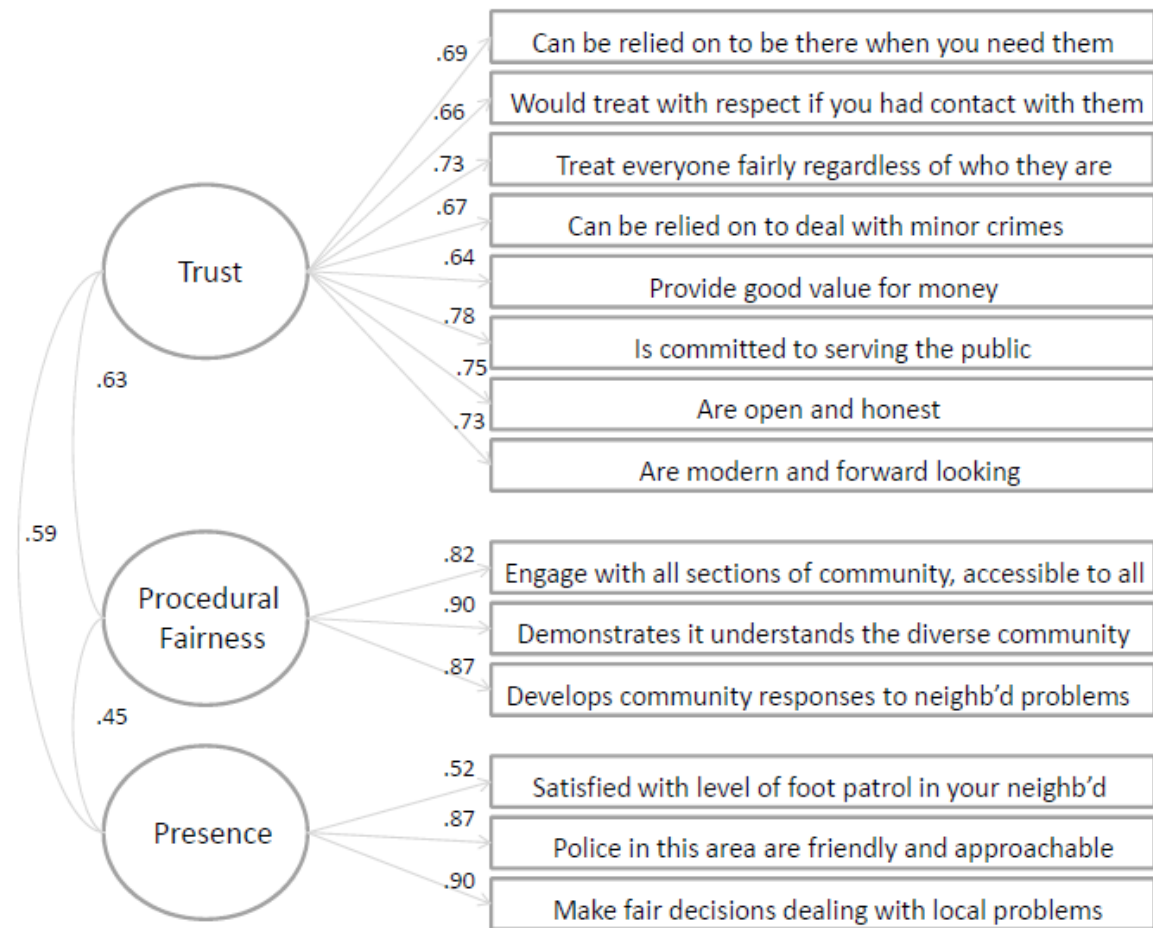 .69
Can be relied on to be there when you need them
.66
Would treat with respect if you had contact with them
.73
Treat everyone fairly regardless of who they are
.67
Can be relied on to deal with minor crimes
.64
Provide good value for money
.78
Is committed to serving the public
.75
Are open and honest
.73
Are modern and forward looking
Trust
.63
.59
.82
Engage with all sections of community, accessible to all
.90
Demonstrates it understands the diverse community
.87
Develops community responses to neighb'd problems
Procedural
Fairness
.45
.52
Satisfied with level of foot patrol in your neighb'd
.87
Police in this area are friendly and approachable
.90
Make fair decisions dealing with local problems
Presence